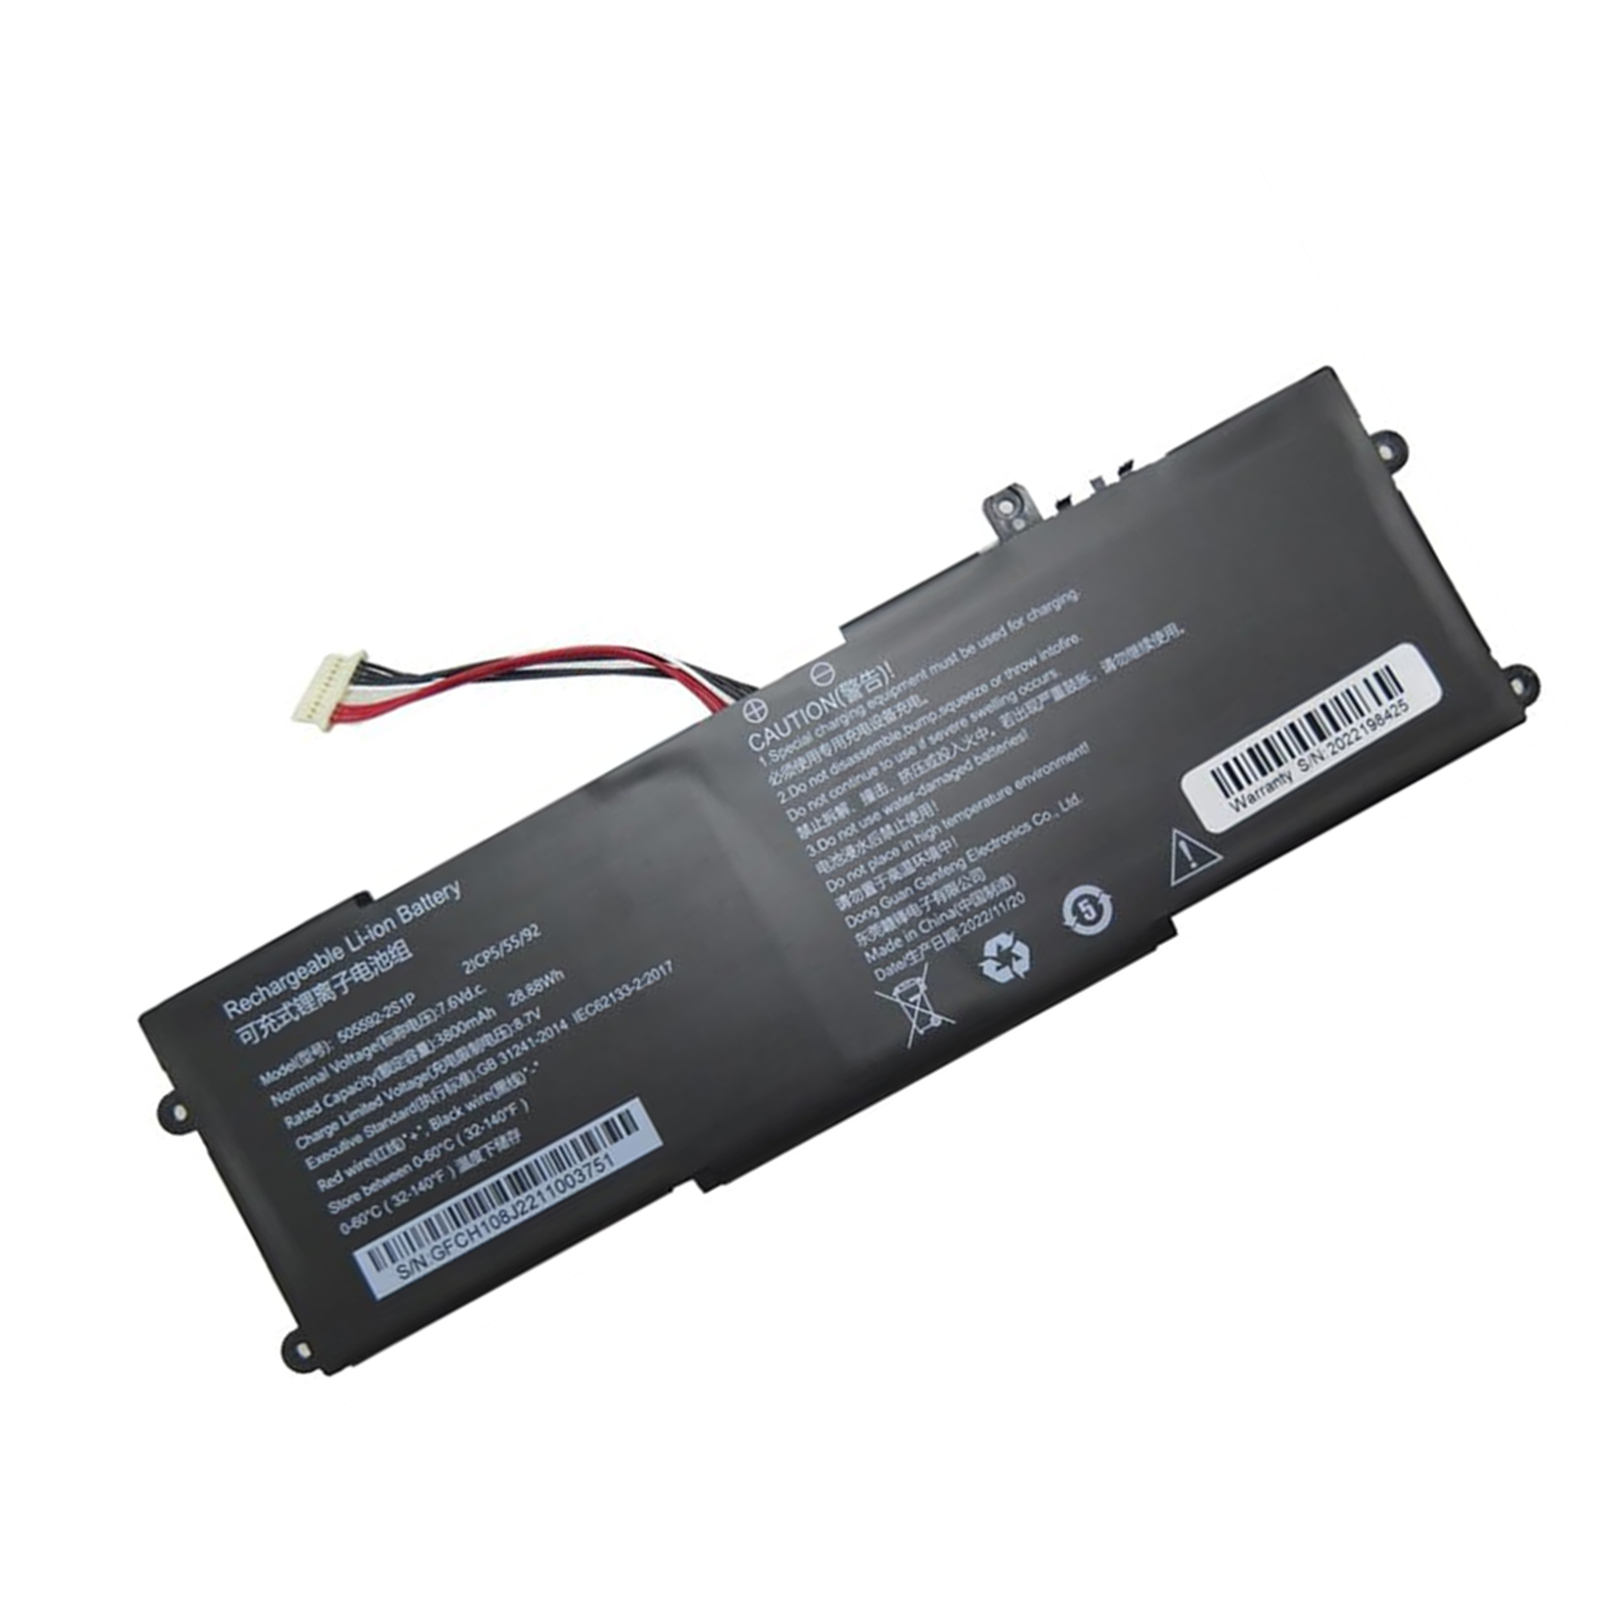 Rechargeable Li-ion Battery
可充式锂离子电池组
Model(型号): 505592-2S1P 2ICP5/55/92
Norminal Voltage(标称电压):7.6Vd.c.
Rated Capacity(额定容量):3800mAh 28.88Wh
Charge Limited Voltage(充电限制电压):8.7V
Executive Standard(执行标准):GB 31241-2014 IEC62133-2:2017
Red wire(红线)"+", Black wire(黑线)"-"
Store between 0-60°C ( 32-140°F )
0-60°C ( 32-140°F ) 温度下储存
S/N:GFCH108J2211003751
CAUTION(警告)!
1.Special charging equipment must be used for charging.
必须使用专用充电设备充电。
2.Do not disassemble,bump,squeeze or throw intofire.
Do not continue to use if severe swelling occurs.
禁止拆解、撞击、挤压或投入火中。若出现严重鼓胀，请勿继续使用。
3.Do not use water-damaged batteries!
电池浸水后禁止使用!
Do not place in high temperature environment!
请勿置于高温环境中!
Dong Guan Ganfeng Electronics Co., Ltd.
东莞赣锋电子有限公司
Made in China(中国制造)
Date/生产日期:2022/11/20
5
Warranty S/N:2022198425